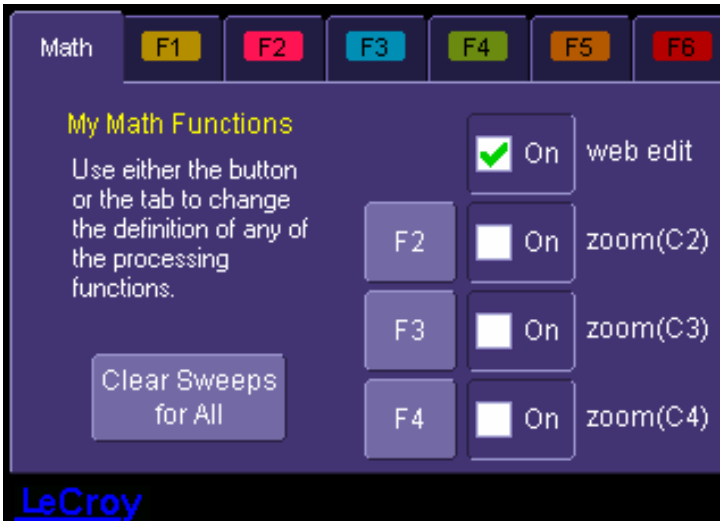 Math F1 F2 F3 F4 F5 F6
My Math Functions
Use either the button
or the tab to change
the definition of any of
the processing
functions.
Clear Sweeps
for All
On web edit
F2 On zoom(C2)
F3 On zoom(C3)
F4 On zoom(C4)
LeCroy